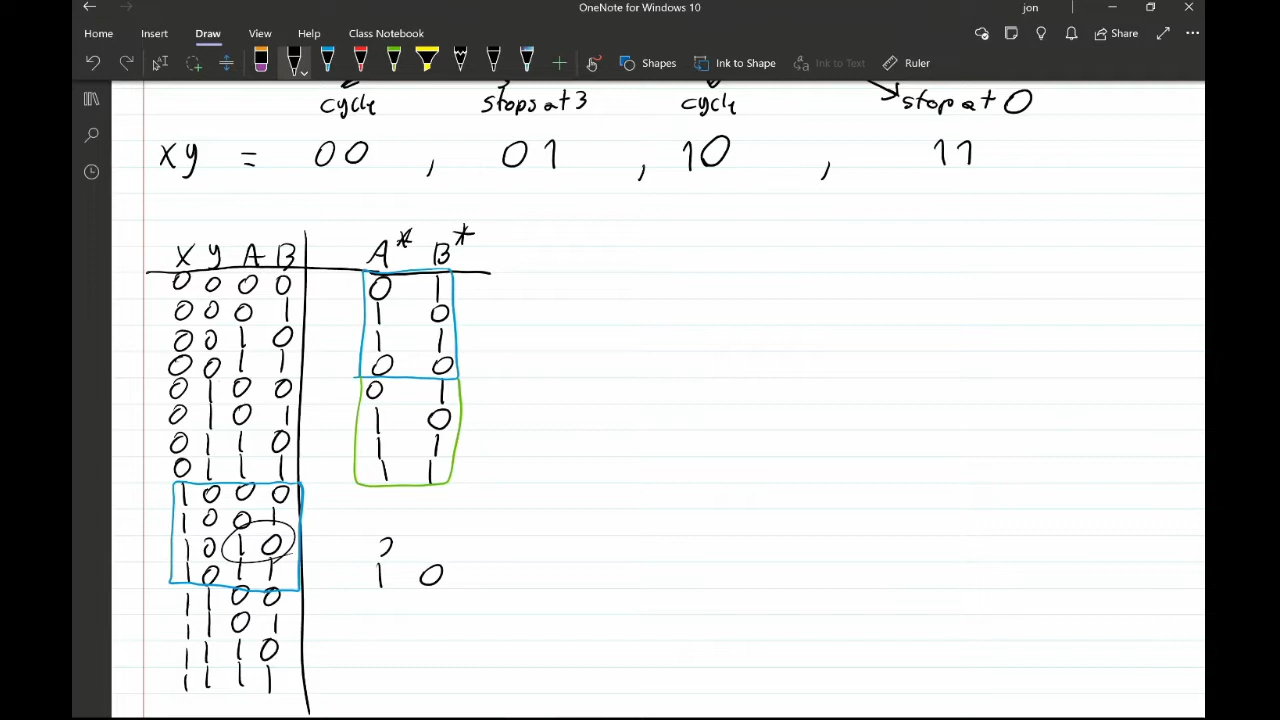 OneNote for Windows 10
jon
Home Insert Draw View Help Class Notebook
Share
Shapes Ink to Shape Ink to Text Ruler
cycle stops at 3 cycle stop at 0
xy = 00 , 01 , 10 , 11
X Y A B A* B*
0 0 0 0 0 1
0 0 0 1 1 0
0 0 1 0 1 1
0 0 1 1 0 0
0 1 0 0 0 1
0 1 0 1 1 0
0 1 1 0 1 1
0 1 1 1 1 1
1 0 0 0
1 0 0 1
1 0 1 0
1 0 1 1 1 0
1 1 0 0
1 1 0 1
1 1 1 0
1 1 1 1